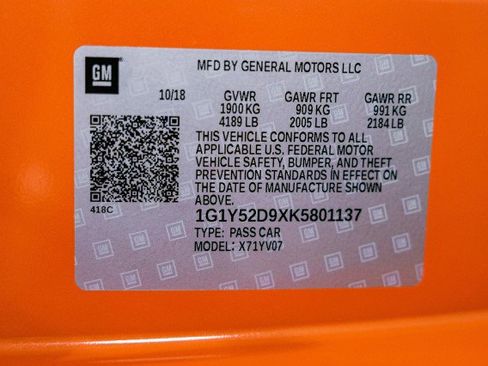 GM
MFD BY GENERAL MOTORS LLC
10/18 GVWR GAWR FRT GAWR RR
1900 KG 909 KG 991 KG
4189 LB 2005 LB 2184 LB
THIS VEHICLE CONFORMS TO ALL
APPLICABLE U.S. FEDERAL MOTOR
VEHICLE SAFETY, BUMPER, AND THEFT
PREVENTION STANDARDS IN EFFECT ON
THE DATE OF MANUFACTURE SHOWN
ABOVE.
418C
1G1Y52D9XK5801137
TYPE: PASS CAR
MODEL: X71YV07